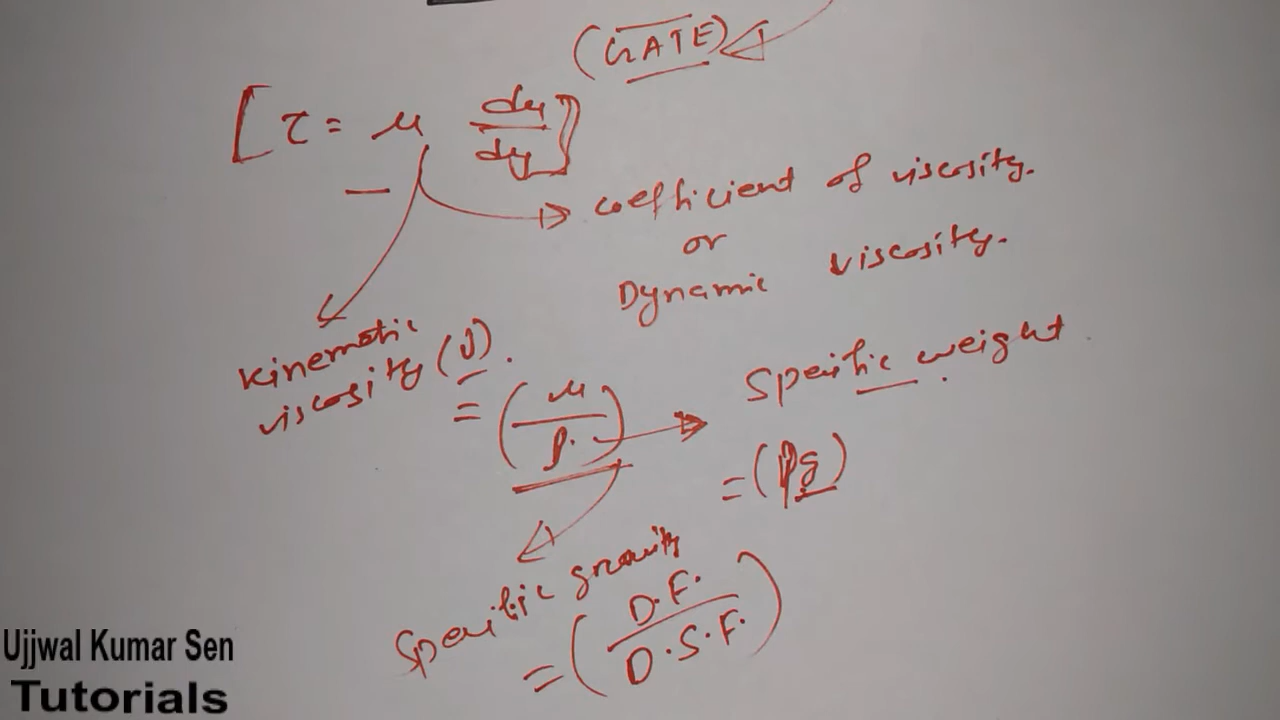 (GATE)
[τ = μ du/dy]
coefficient of viscosity.
or
Dynamic viscosity.
Kinematic
viscosity (υ).
= (μ/ρ.)
Specific weight
= (ρg)
Specific gravity
= (D.F./D.S.F.)
Ujjwal Kumar Sen
Tutorials